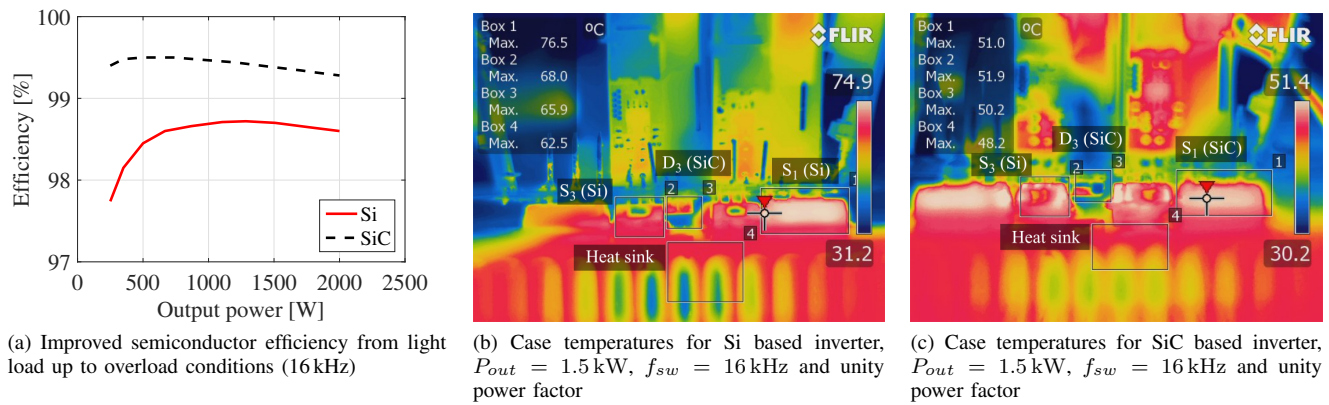 100
99
98
97
0
500
1000
1500
2000
2500
Efficiency [%]
Output power [W]
Si
SiC
(a) Improved semiconductor efficiency from light
load up to overload conditions (16 kHz)
Box 1
Max. 76.5
Box 2
Max. 68.0
Box 3
Max. 65.9
Box 4
Max. 62.5
ºC
FLIR
74.9
31.2
D3 (SiC)
S3 (Si)
S1 (Si)
2
3
1
4
Heat sink
(b) Case temperatures for Si based inverter,
Pout = 1.5 kW, fsw = 16 kHz and unity
power factor
Box 1
Max. 51.0
Box 2
Max. 51.9
Box 3
Max. 50.2
Box 4
Max. 48.2
ºC
FLIR
51.4
30.2
D3 (SiC)
S3 (Si)
S1 (SiC)
2
3
1
4
Heat sink
(c) Case temperatures for SiC based inverter,
Pout = 1.5 kW, fsw = 16 kHz and unity
power factor